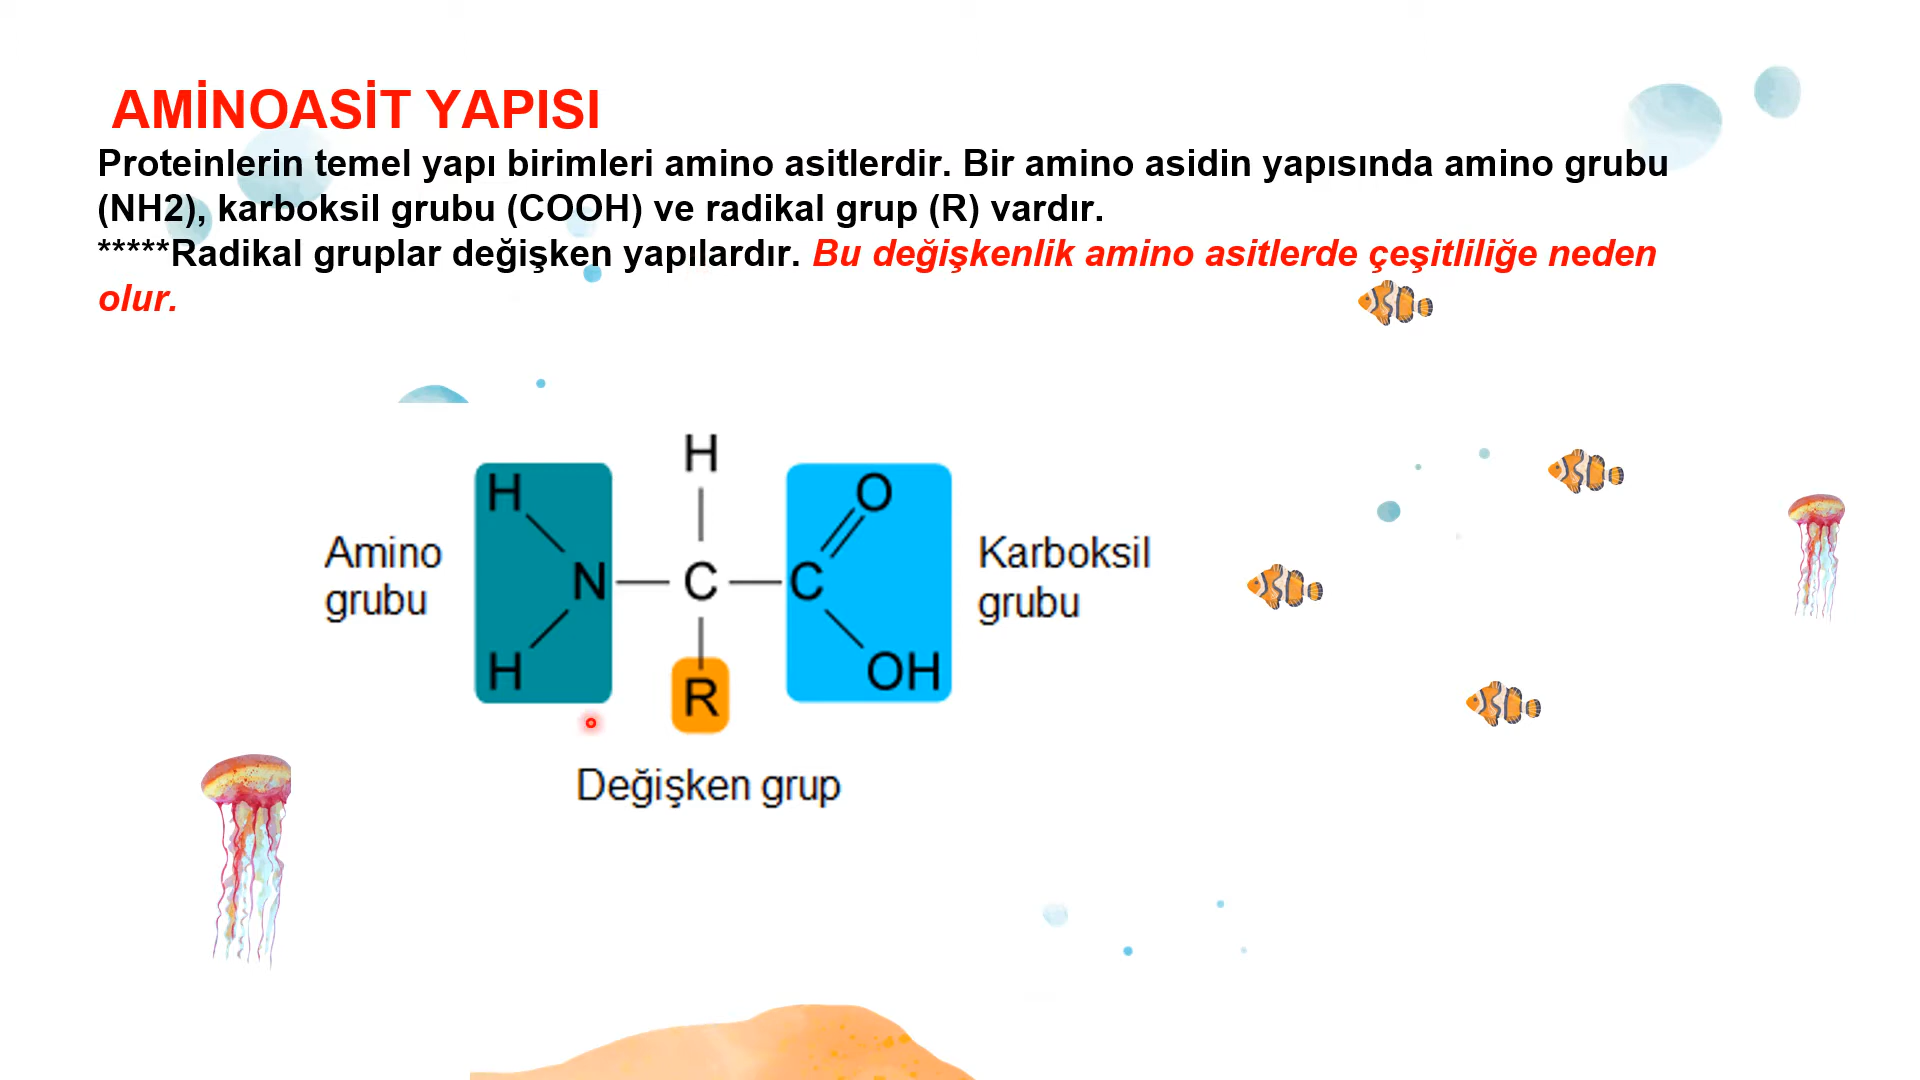 AMİNOASİT YAPISI
Proteinlerin temel yapı birimleri amino asitlerdir. Bir amino asidin yapısında amino grubu
(NH2), karboksil grubu (COOH) ve radikal grup (R) vardır.
*****Radikal gruplar değişken yapılardır. Bu değişkenlik amino asitlerde çeşitliliğe neden
olur.
H
H
O
Amino
grubu
N
C
C
Karboksil
grubu
H
R
OH
Değişken grup